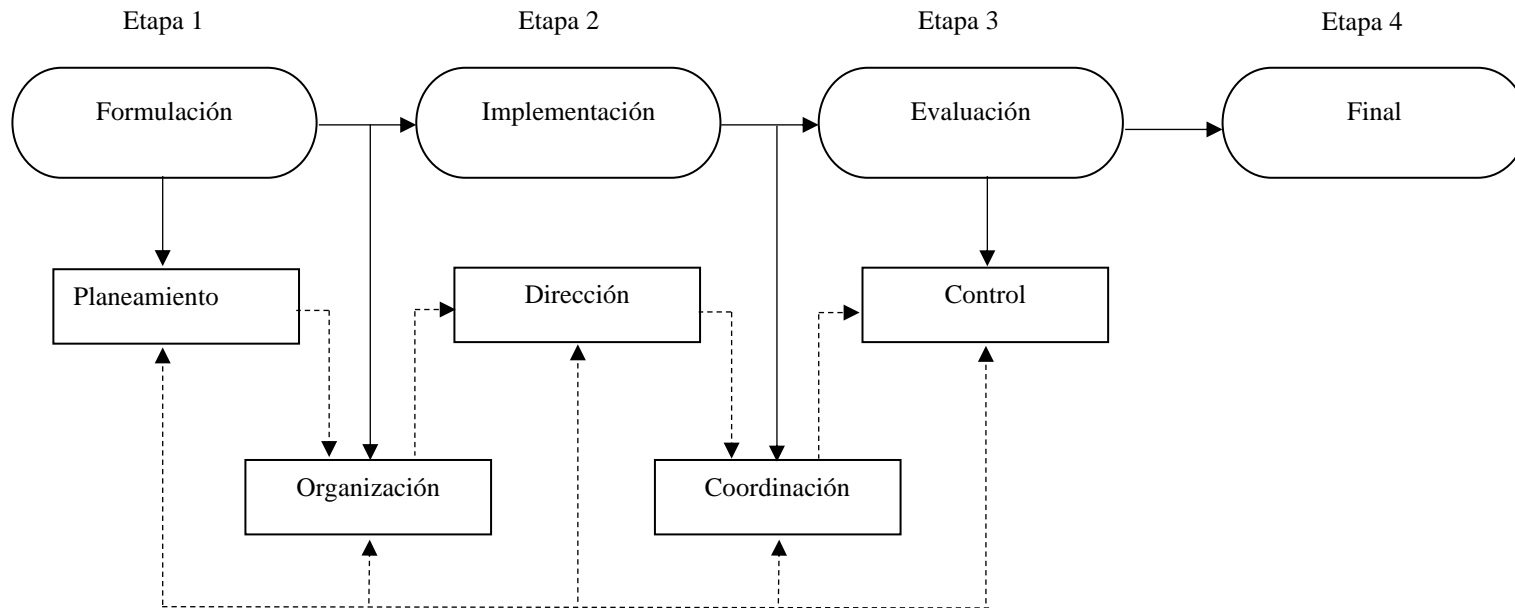 Etapa 1
Etapa 2
Etapa 3
Etapa 4
Formulación
Implementación
Evaluación
Final
Planeamiento
Dirección
Control
Organización
Coordinación